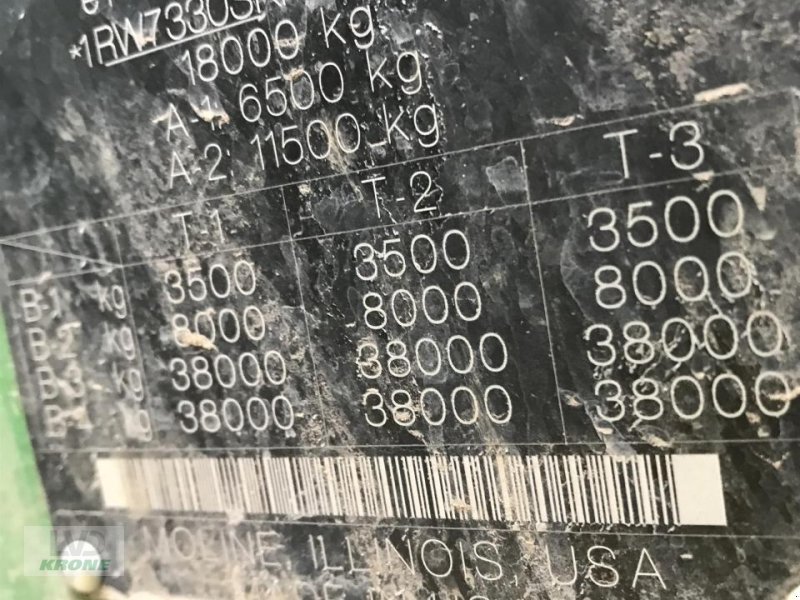 *1RW7330S
18000 kg
A-1: 6500 kg
A-2: 11500 kg
T-1 T-2 T-3
B-1 kg 3500 3500 3500
B-2 kg 8000 8000 8000
B-3 kg 38000 38000 38000
B-4 kg 38000 38000 38000
MOLINE, ILLINOIS, USA
KRONE